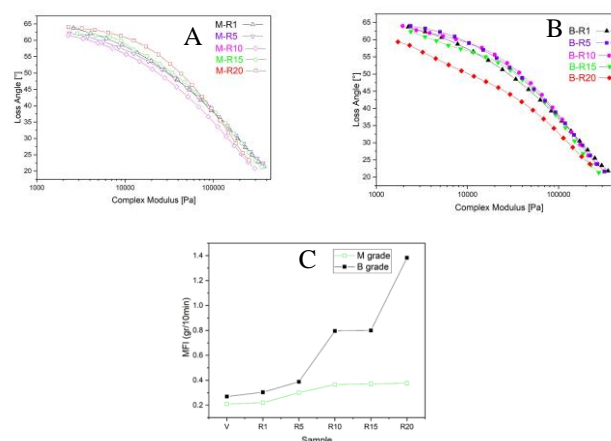 A
M-R1
M-R5
M-R10
M-R15
M-R20
Loss Angle [°]
65
60
55
50
45
40
35
30
25
20
1000
10000
100000
Complex Modulus [Pa]
B
B-R1
B-R5
B-R10
B-R15
B-R20
Loss Angle [°]
65
60
55
50
45
40
35
30
25
20
1000
10000
100000
Complex Modulus [Pa]
C
M grade
B grade
MFI (gr/10min)
1.4
1.2
1.0
0.8
0.6
0.4
0.2
0.0
V
R1
R5
R10
R15
R20
Sample